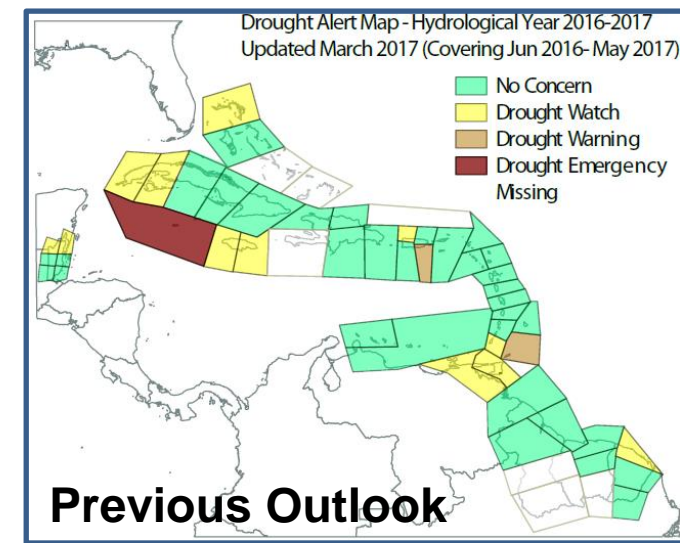 Drought Alert Map - Hydrological Year 2016-2017
Updated March 2017 (Covering Jun 2016- May 2017)
No Concern
Drought Watch
Drought Warning
Drought Emergency
Missing
Previous Outlook